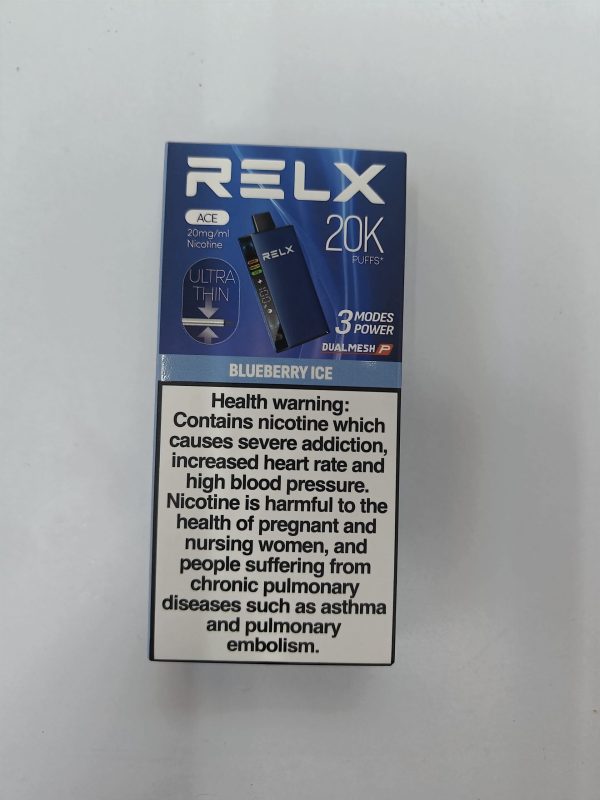 RELX
ACE
20mg/ml
Nicotine
20K
PUFFS*
ULTRA
THIN
RELX
100
3 MODES
POWER
DUALMESH P
BLUEBERRY ICE
Health warning:
Contains nicotine which
causes severe addiction,
increased heart rate and
high blood pressure.
Nicotine is harmful to the
health of pregnant and
nursing women, and
people suffering from
chronic pulmonary
diseases such as asthma
and pulmonary
embolism.